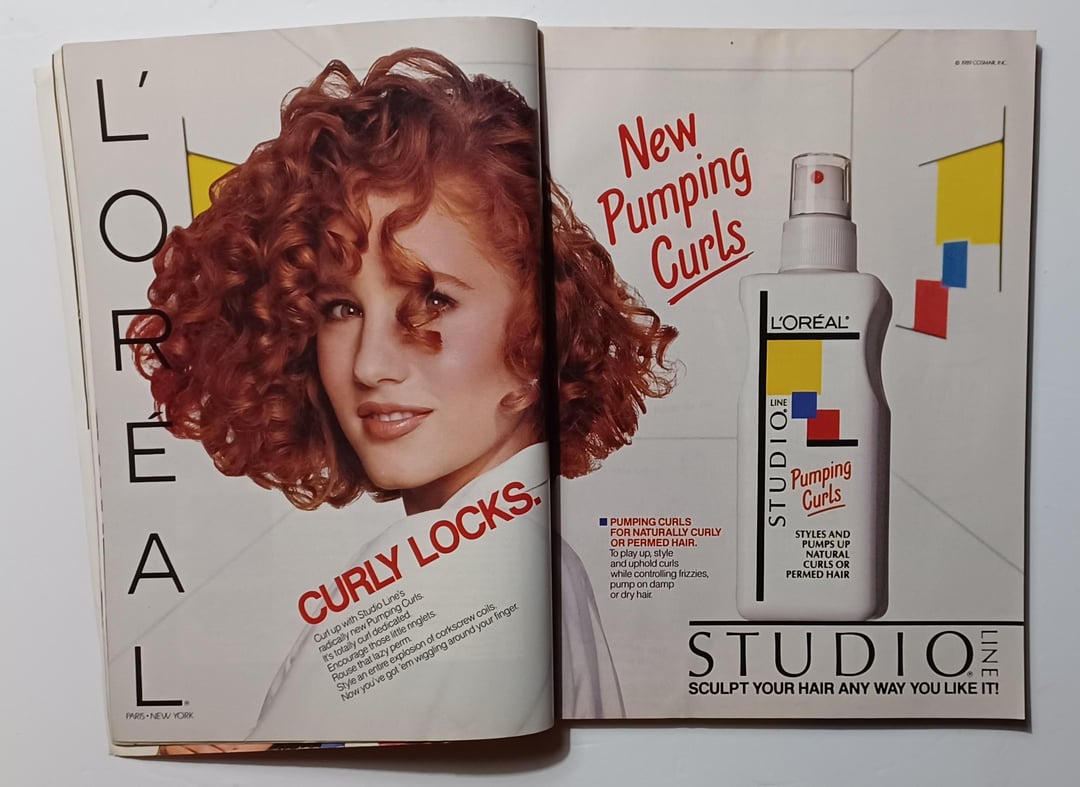 L'ORÉAL®
PARIS • NEW YORK
CURLY LOCKS.
Curl up with Studio Line's
radically new Pumping Curls.
It's totally curl dedicated.
Encourage those little ringlets.
Rouse that lazy perm.
Style an entire explosion of corkscrew coils.
Now you've got 'em wiggling around your finger.
© 1989 COSMAIR, INC.
New
Pumping
Curls
L'ORÉAL®
STUDIO® LINE
Pumping
Curls
STYLES AND
PUMPS UP
NATURAL
CURLS OR
PERMED HAIR
PUMPING CURLS
FOR NATURALLY CURLY
OR PERMED HAIR.
To play up, style
and uphold curls
while controlling frizzies,
pump on damp
or dry hair.
STUDIO® LINE
SCULPT YOUR HAIR ANY WAY YOU LIKE IT!